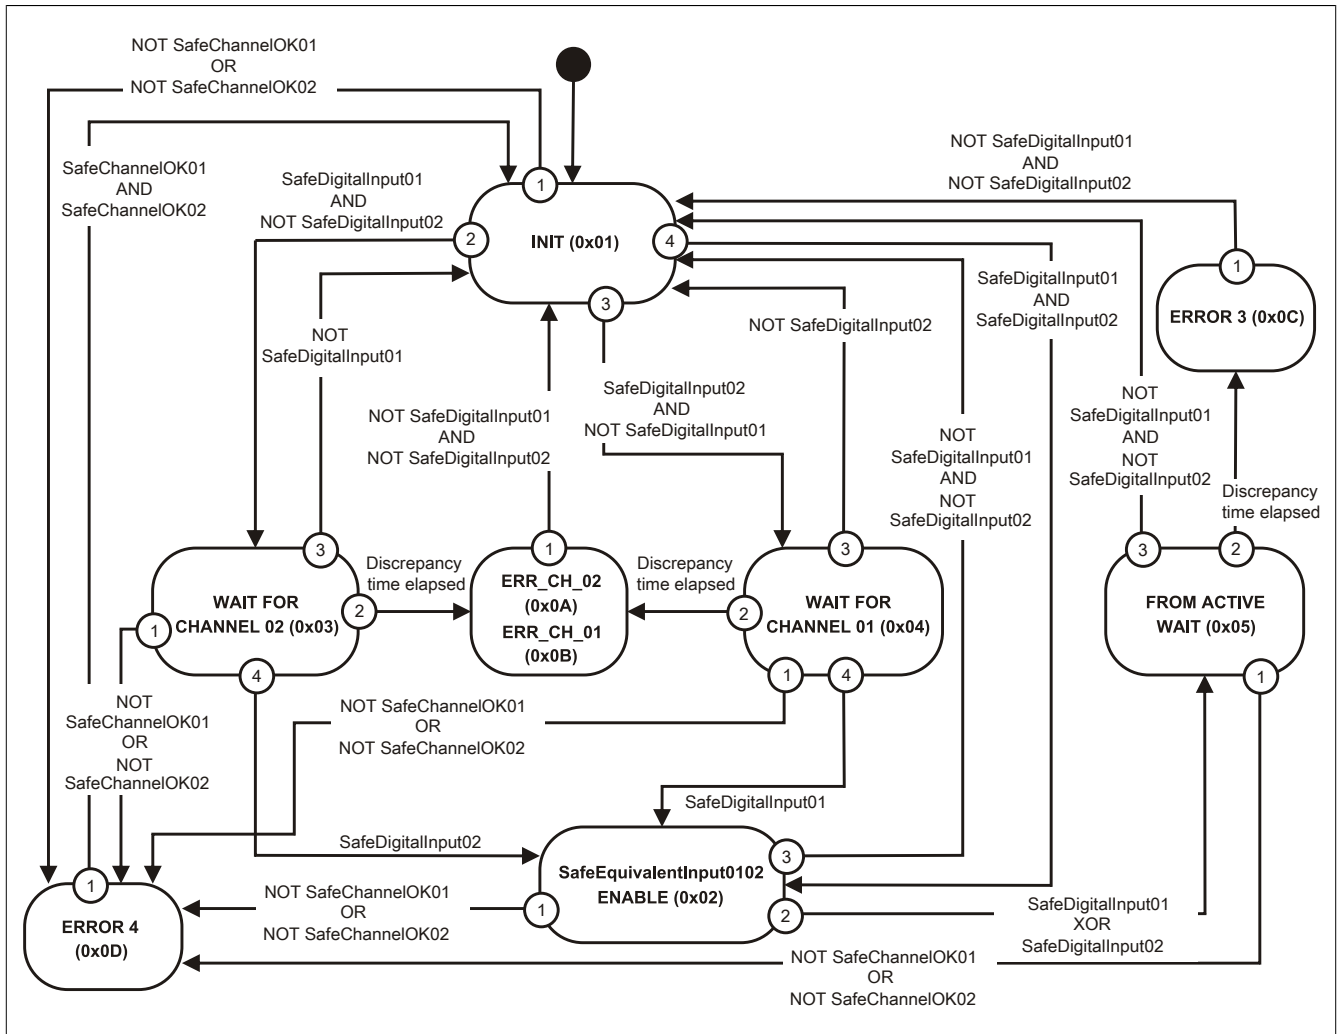 NOT SafeChannelOK01
OR
NOT SafeChannelOK02
SafeChannelOK01
AND
SafeChannelOK02
SafeDigitalInput01
AND
NOT SafeDigitalInput02
1
2
INIT (0x01)
4
3
NOT SafeDigitalInput01
AND
NOT SafeDigitalInput02
SafeDigitalInput01
AND
SafeDigitalInput02
1
ERROR 3 (0x0C)
NOT
SafeDigitalInput01
NOT SafeDigitalInput02
NOT SafeDigitalInput01
AND
NOT SafeDigitalInput02
SafeDigitalInput02
AND
NOT SafeDigitalInput01
NOT
SafeDigitalInput01
AND
NOT
SafeDigitalInput02
NOT
SafeDigitalInput01
AND
NOT
SafeDigitalInput02
Discrepancy
time elapsed
3
WAIT FOR
CHANNEL 02 (0x03)
1
2
4
Discrepancy
time elapsed
1
ERR_CH_02
(0x0A)
ERR_CH_01
(0x0B)
Discrepancy
time elapsed
3
WAIT FOR
CHANNEL 01 (0x04)
2
1
4
3
2
FROM ACTIVE
WAIT (0x05)
1
NOT
SafeChannelOK01
OR
NOT
SafeChannelOK02
NOT SafeChannelOK01
OR
NOT SafeChannelOK02
SafeDigitalInput01
SafeDigitalInput02
SafeEquivalentInput0102
ENABLE (0x02)
3
1
2
1
ERROR 4
(0x0D)
NOT SafeChannelOK01
OR
NOT SafeChannelOK02
SafeDigitalInput01
XOR
SafeDigitalInput02
NOT SafeChannelOK01
OR
NOT SafeChannelOK02